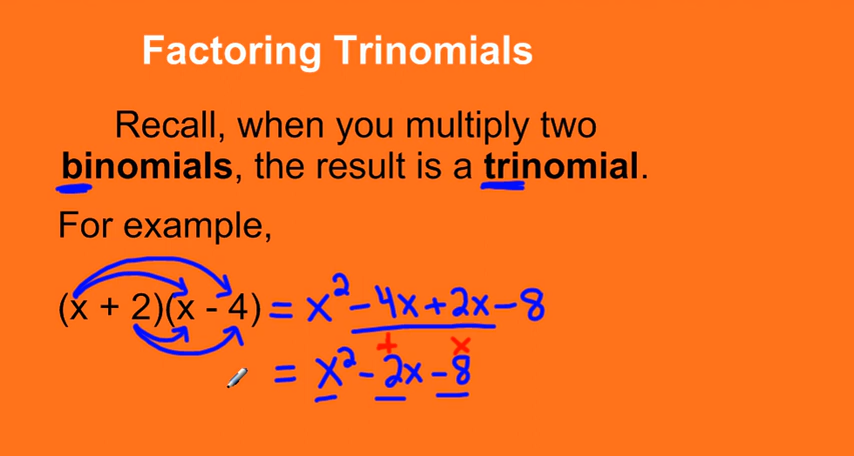 Factoring Trinomials
Recall, when you multiply two
binomials, the result is a trinomial.
For example,
(x + 2)(x - 4) = x² - 4x + 2x - 8
+ x
= x² - 2x - 8